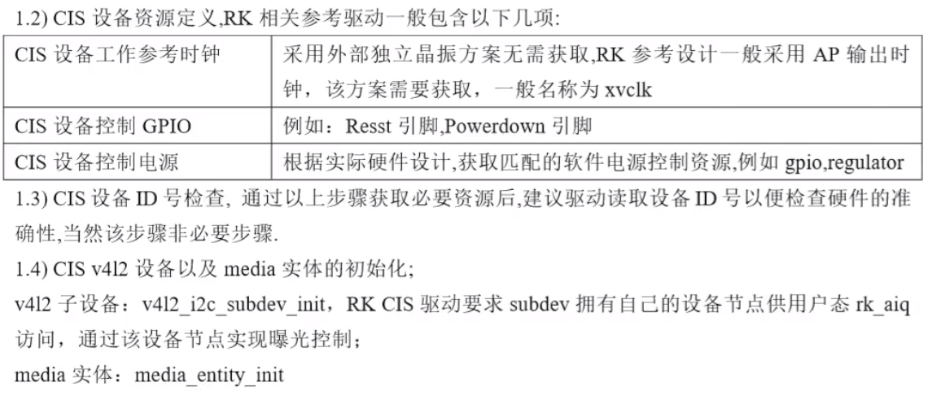 1.2) CIS 设备资源定义,RK 相关参考驱动一般包含以下几项:
CIS 设备工作参考时钟
采用外部独立晶振方案无需获取,RK 参考设计一般采用 AP 输出时
钟，该方案需要获取，一般名称为 xvclk
CIS 设备控制 GPIO
例如：Resst 引脚,Powerdown 引脚
CIS 设备控制电源
根据实际硬件设计,获取匹配的软件电源控制资源,例如 gpio,regulator
1.3) CIS 设备 ID 号检查, 通过以上步骤获取必要资源后,建议驱动读取设备 ID 号以便检查硬件的准
确性,当然该步骤非必要步骤.
1.4) CIS v4l2 设备以及 media 实体的初始化;
v4l2 子设备：v4l2_i2c_subdev_init，RK CIS 驱动要求 subdev 拥有自己的设备节点供用户态 rk_aiq
访问，通过该设备节点实现曝光控制；
media 实体：media_entity_init